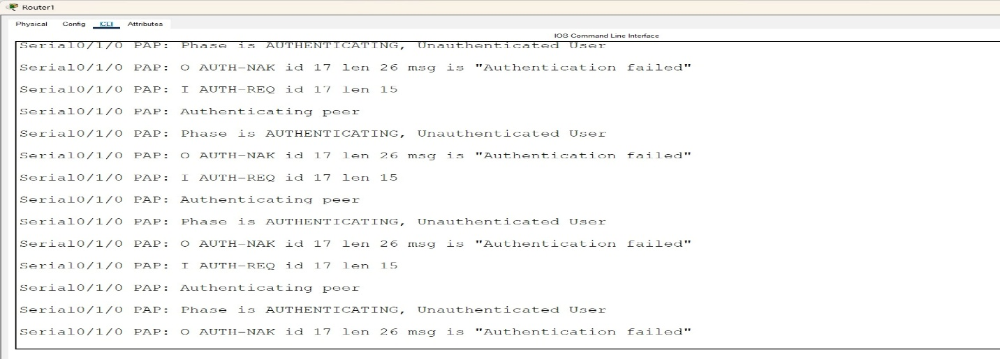 Router1
Physical Config CLI Attributes
IOS Command Line Interface
Serial0/1/0 PAP: Phase is AUTHENTICATING, Unauthenticated User
Serial0/1/0 PAP: O AUTH-NAK id 17 len 26 msg is "Authentication failed"
Serial0/1/0 PAP: I AUTH-REQ id 17 len 15
Serial0/1/0 PAP: Authenticating peer
Serial0/1/0 PAP: Phase is AUTHENTICATING, Unauthenticated User
Serial0/1/0 PAP: O AUTH-NAK id 17 len 26 msg is "Authentication failed"
Serial0/1/0 PAP: I AUTH-REQ id 17 len 15
Serial0/1/0 PAP: Authenticating peer
Serial0/1/0 PAP: Phase is AUTHENTICATING, Unauthenticated User
Serial0/1/0 PAP: O AUTH-NAK id 17 len 26 msg is "Authentication failed"
Serial0/1/0 PAP: I AUTH-REQ id 17 len 15
Serial0/1/0 PAP: Authenticating peer
Serial0/1/0 PAP: Phase is AUTHENTICATING, Unauthenticated User
Serial0/1/0 PAP: O AUTH-NAK id 17 len 26 msg is "Authentication failed"